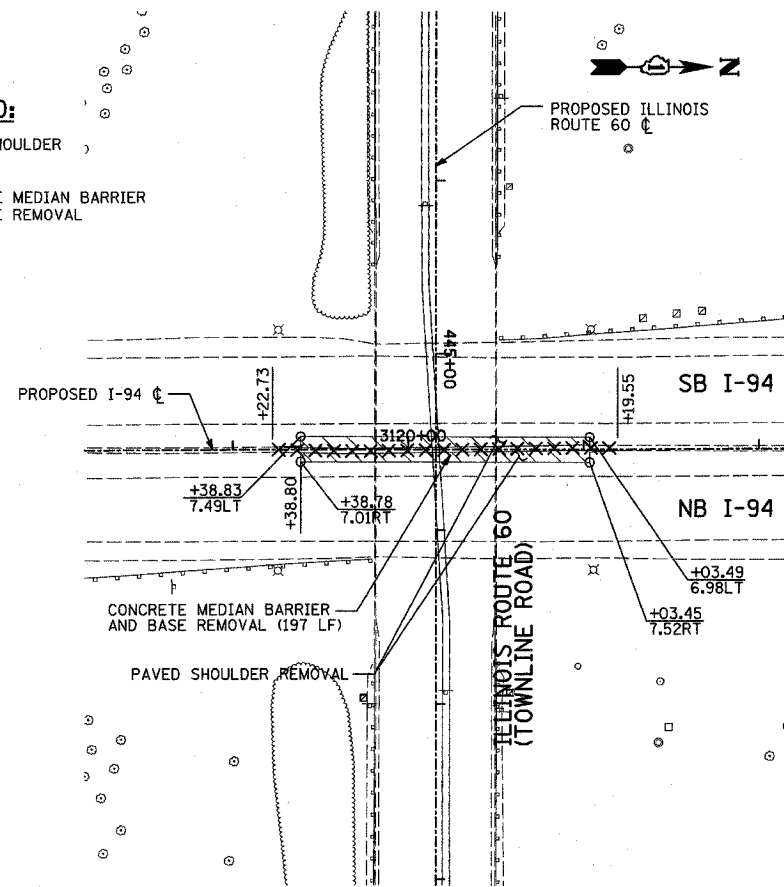 D:
HOULDER
E MEDIAN BARRIER
E REMOVAL
N
PROPOSED ILLINOIS
ROUTE 60 ℄
445+00
PROPOSED I-94 ℄
+22.73
+19.55
SB I-94
3120+00
+38.83
7.49LT
+38.80
+38.78
7.01RT
NB I-94
+03.49
6.98LT
+03.45
7.52RT
CONCRETE MEDIAN BARRIER
AND BASE REMOVAL (197 LF)
PAVED SHOULDER REMOVAL
ILLINOIS ROUTE 60
(TOWNLINE ROAD)